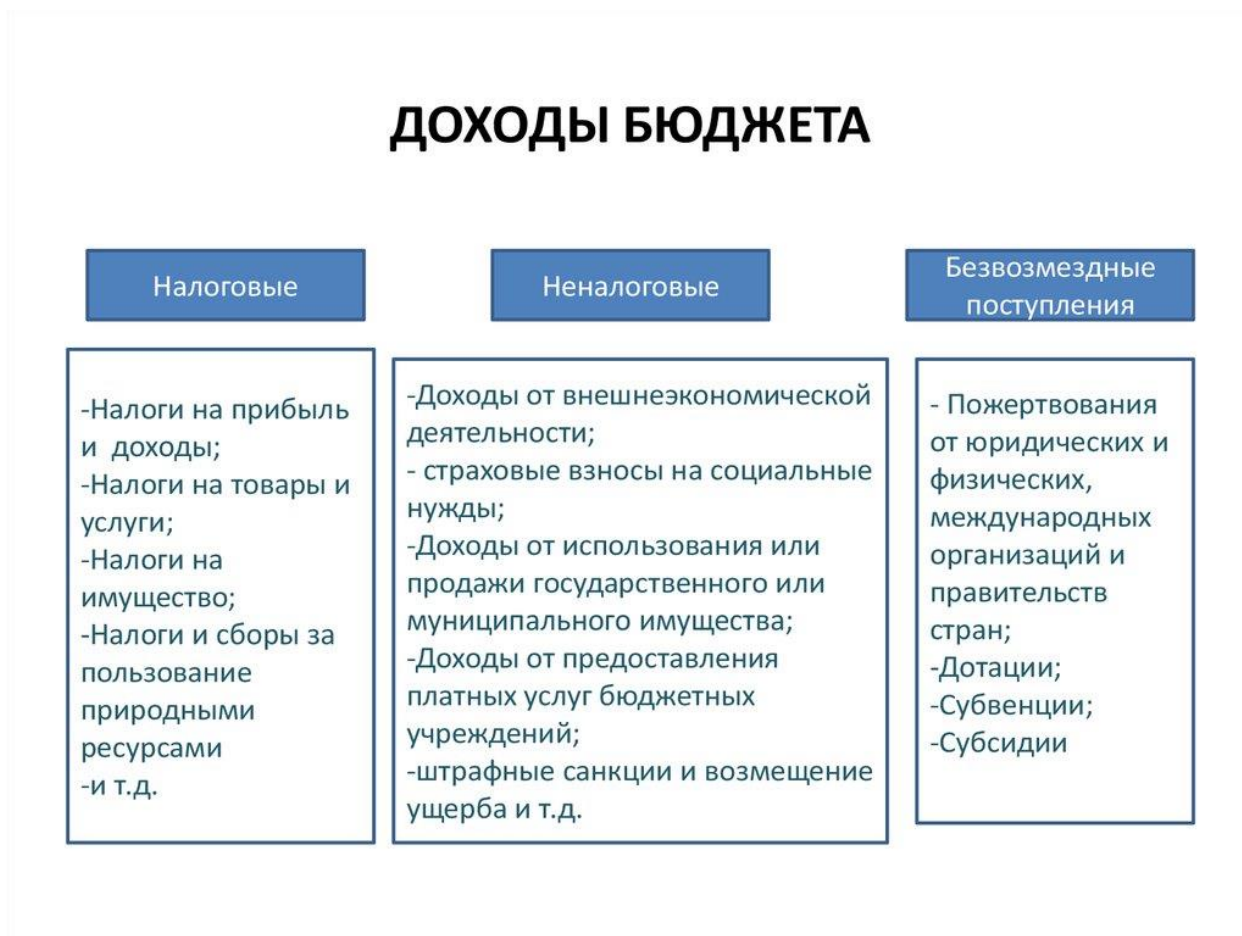 ДОХОДЫ БЮДЖЕТА
Налоговые
-Налоги на прибыль
и  доходы;
-Налоги на товары и
услуги;
-Налоги на
имущество;
-Налоги и сборы за
пользование
природными
ресурсами
-и т.д.
Неналоговые
-Доходы от внешнеэкономической
деятельности;
- страховые взносы на социальные
нужды;
-Доходы от использования или
продажи государственного или
муниципального имущества;
-Доходы от предоставления
платных услуг бюджетных
учреждений;
-штрафные санкции и возмещение
ущерба и т.д.
Безвозмездные
поступления
- Пожертвования
от юридических и
физических,
международных
организаций и
правительств
стран;
-Дотации;
-Субвенции;
-Субсидии